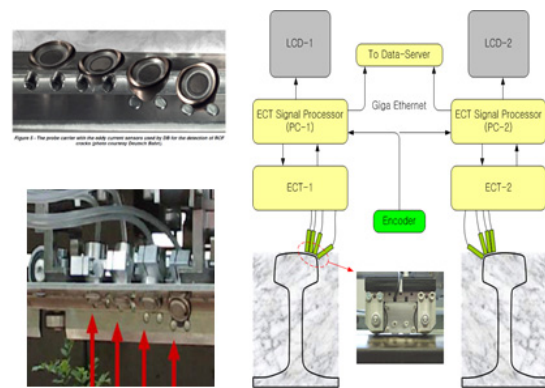 Figure 5 - The probe carrier with the eddy current sensors used by DB for the detection of RCF
cracks (photo courtesy Deutsch Bahn).
LCD-1
To Data-Server
LCD-2
Giga Ethernet
ECT Signal Processor
(PC-1)
ECT Signal Processor
(PC-2)
ECT-1
Encoder
ECT-2